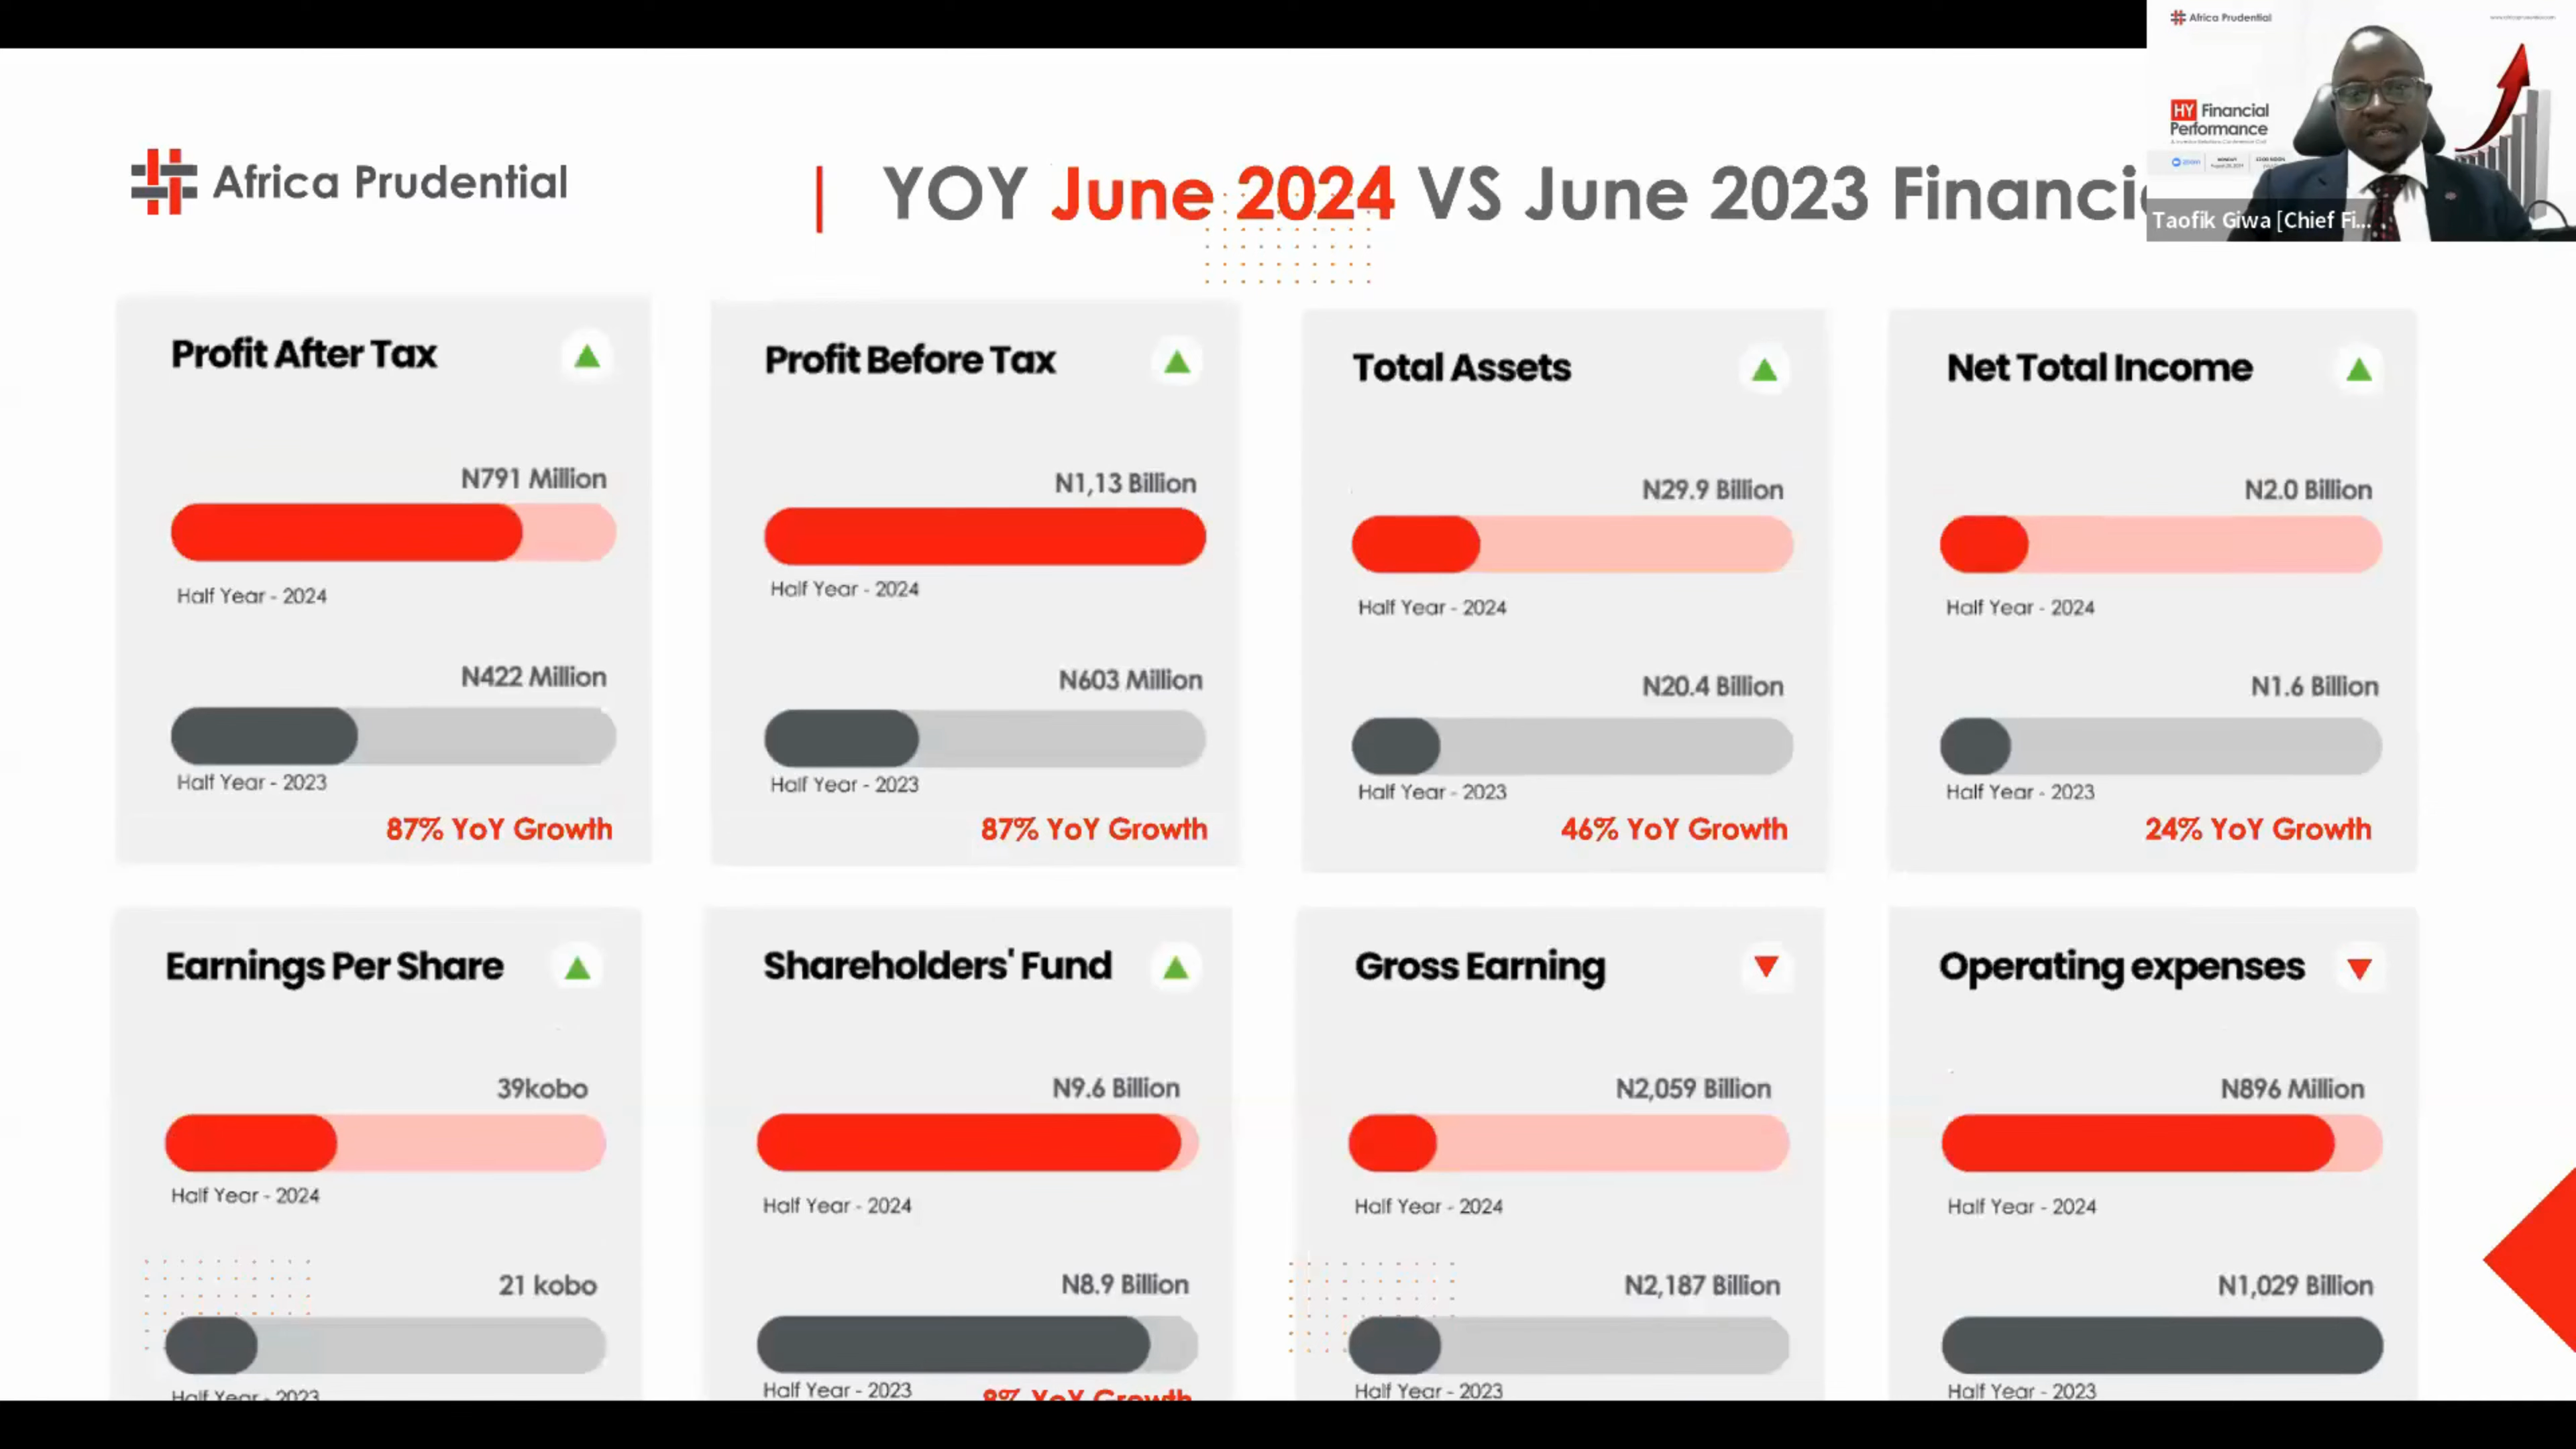 Africa Prudential
YOY June 2024 VS June 2023 Financi
Africa Prudential
HY Financial
Performance
Taofik Giwa [Chief Fi...
Profit After Tax
N791 Million
Half Year - 2024
N422 Million
Half Year - 2023
87% YoY Growth
Profit Before Tax
N1,13 Billion
Half Year - 2024
N603 Million
Half Year - 2023
87% YoY Growth
Total Assets
N29.9 Billion
Half Year - 2024
N20.4 Billion
Half Year - 2023
46% YoY Growth
Net Total Income
N2.0 Billion
Half Year - 2024
N1.6 Billion
Half Year - 2023
24% YoY Growth
Earnings Per Share
39kobo
Half Year - 2024
21 kobo
Half Year - 2023
Shareholders' Fund
N9.6 Billion
Half Year - 2024
N8.9 Billion
Half Year - 2023
8% YoY Growth
Gross Earning
N2,059 Billion
Half Year - 2024
N2,187 Billion
Half Year - 2023
Operating expenses
N896 Million
Half Year - 2024
N1,029 Billion
Half Year - 2023